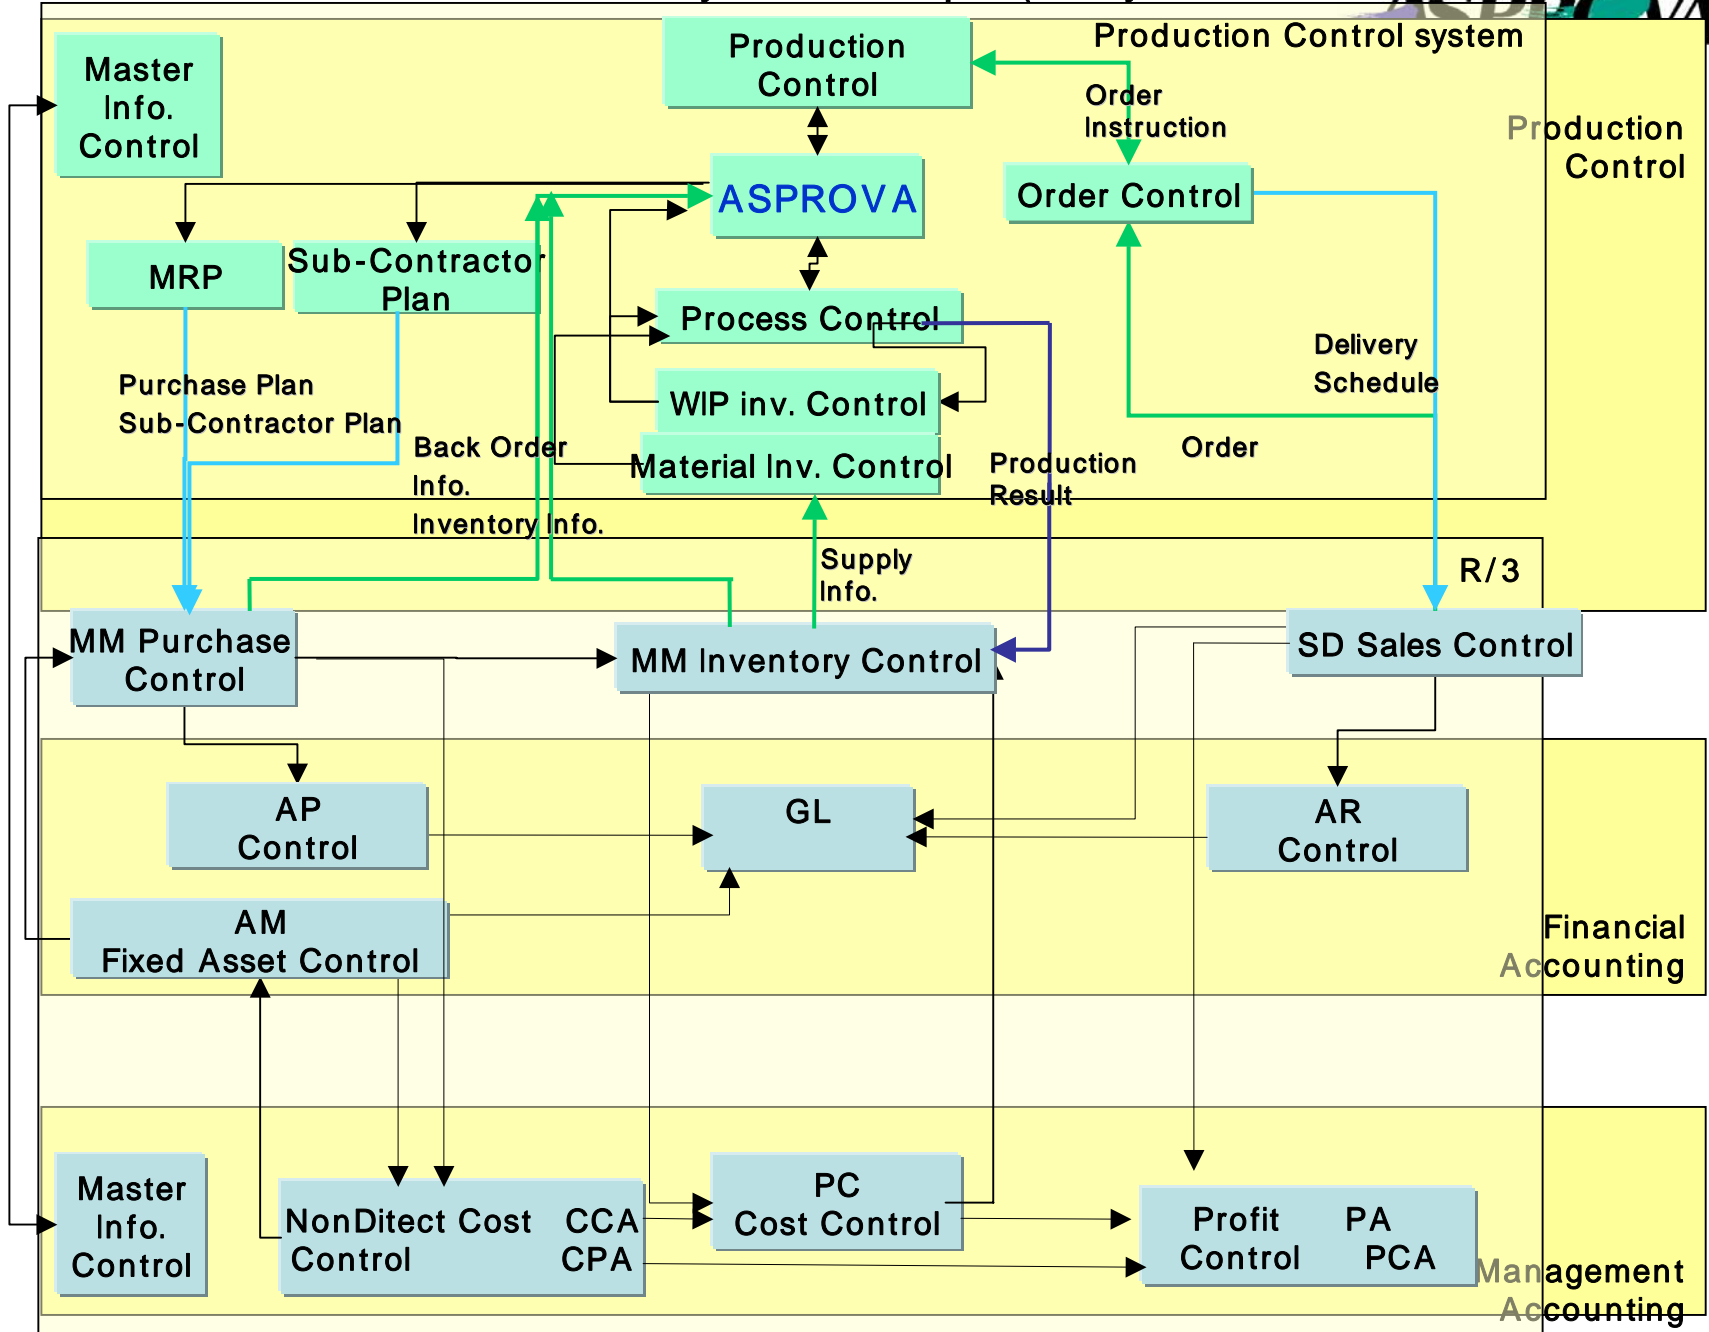 ASPROVA
Production Control system
Master
Info.
Control
Production
Control
Order
Instruction
Production
Control
ASPROVA
Order Control
MRP
Sub-Contractor
Plan
Process Control
Delivery
Schedule
Purchase Plan
Sub-Contractor Plan
WIP inv. Control
Back Order
Info.
Inventory Info.
Material Inv. Control
Production
Result
Order
Supply
Info.
R/3
MM Purchase
Control
MM Inventory Control
SD Sales Control
AP
Control
GL
AR
Control
AM
Fixed Asset Control
Financial
Accounting
Master
Info.
Control
NonDitect Cost CCA
Control CPA
PC
Cost Control
Profit PA
Control PCA
Management
Accounting